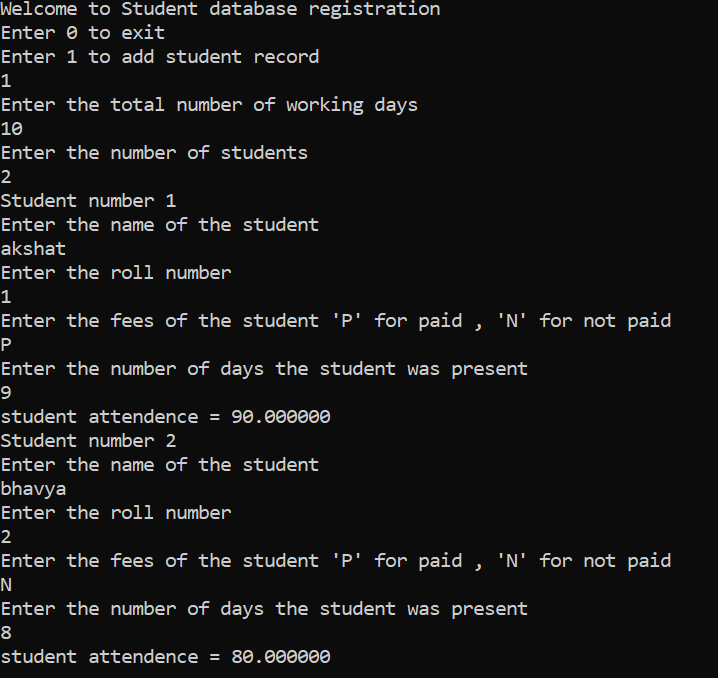 Welcome to Student database registration
Enter 0 to exit
Enter 1 to add student record
1
Enter the total number of working days
10
Enter the number of students
2
Student number 1
Enter the name of the student
akshat
Enter the roll number
1
Enter the fees of the student 'P' for paid , 'N' for not paid
P
Enter the number of days the student was present
9
student attendence = 90.000000
Student number 2
Enter the name of the student
bhavya
Enter the roll number
2
Enter the fees of the student 'P' for paid , 'N' for not paid
N
Enter the number of days the student was present
8
student attendence = 80.000000